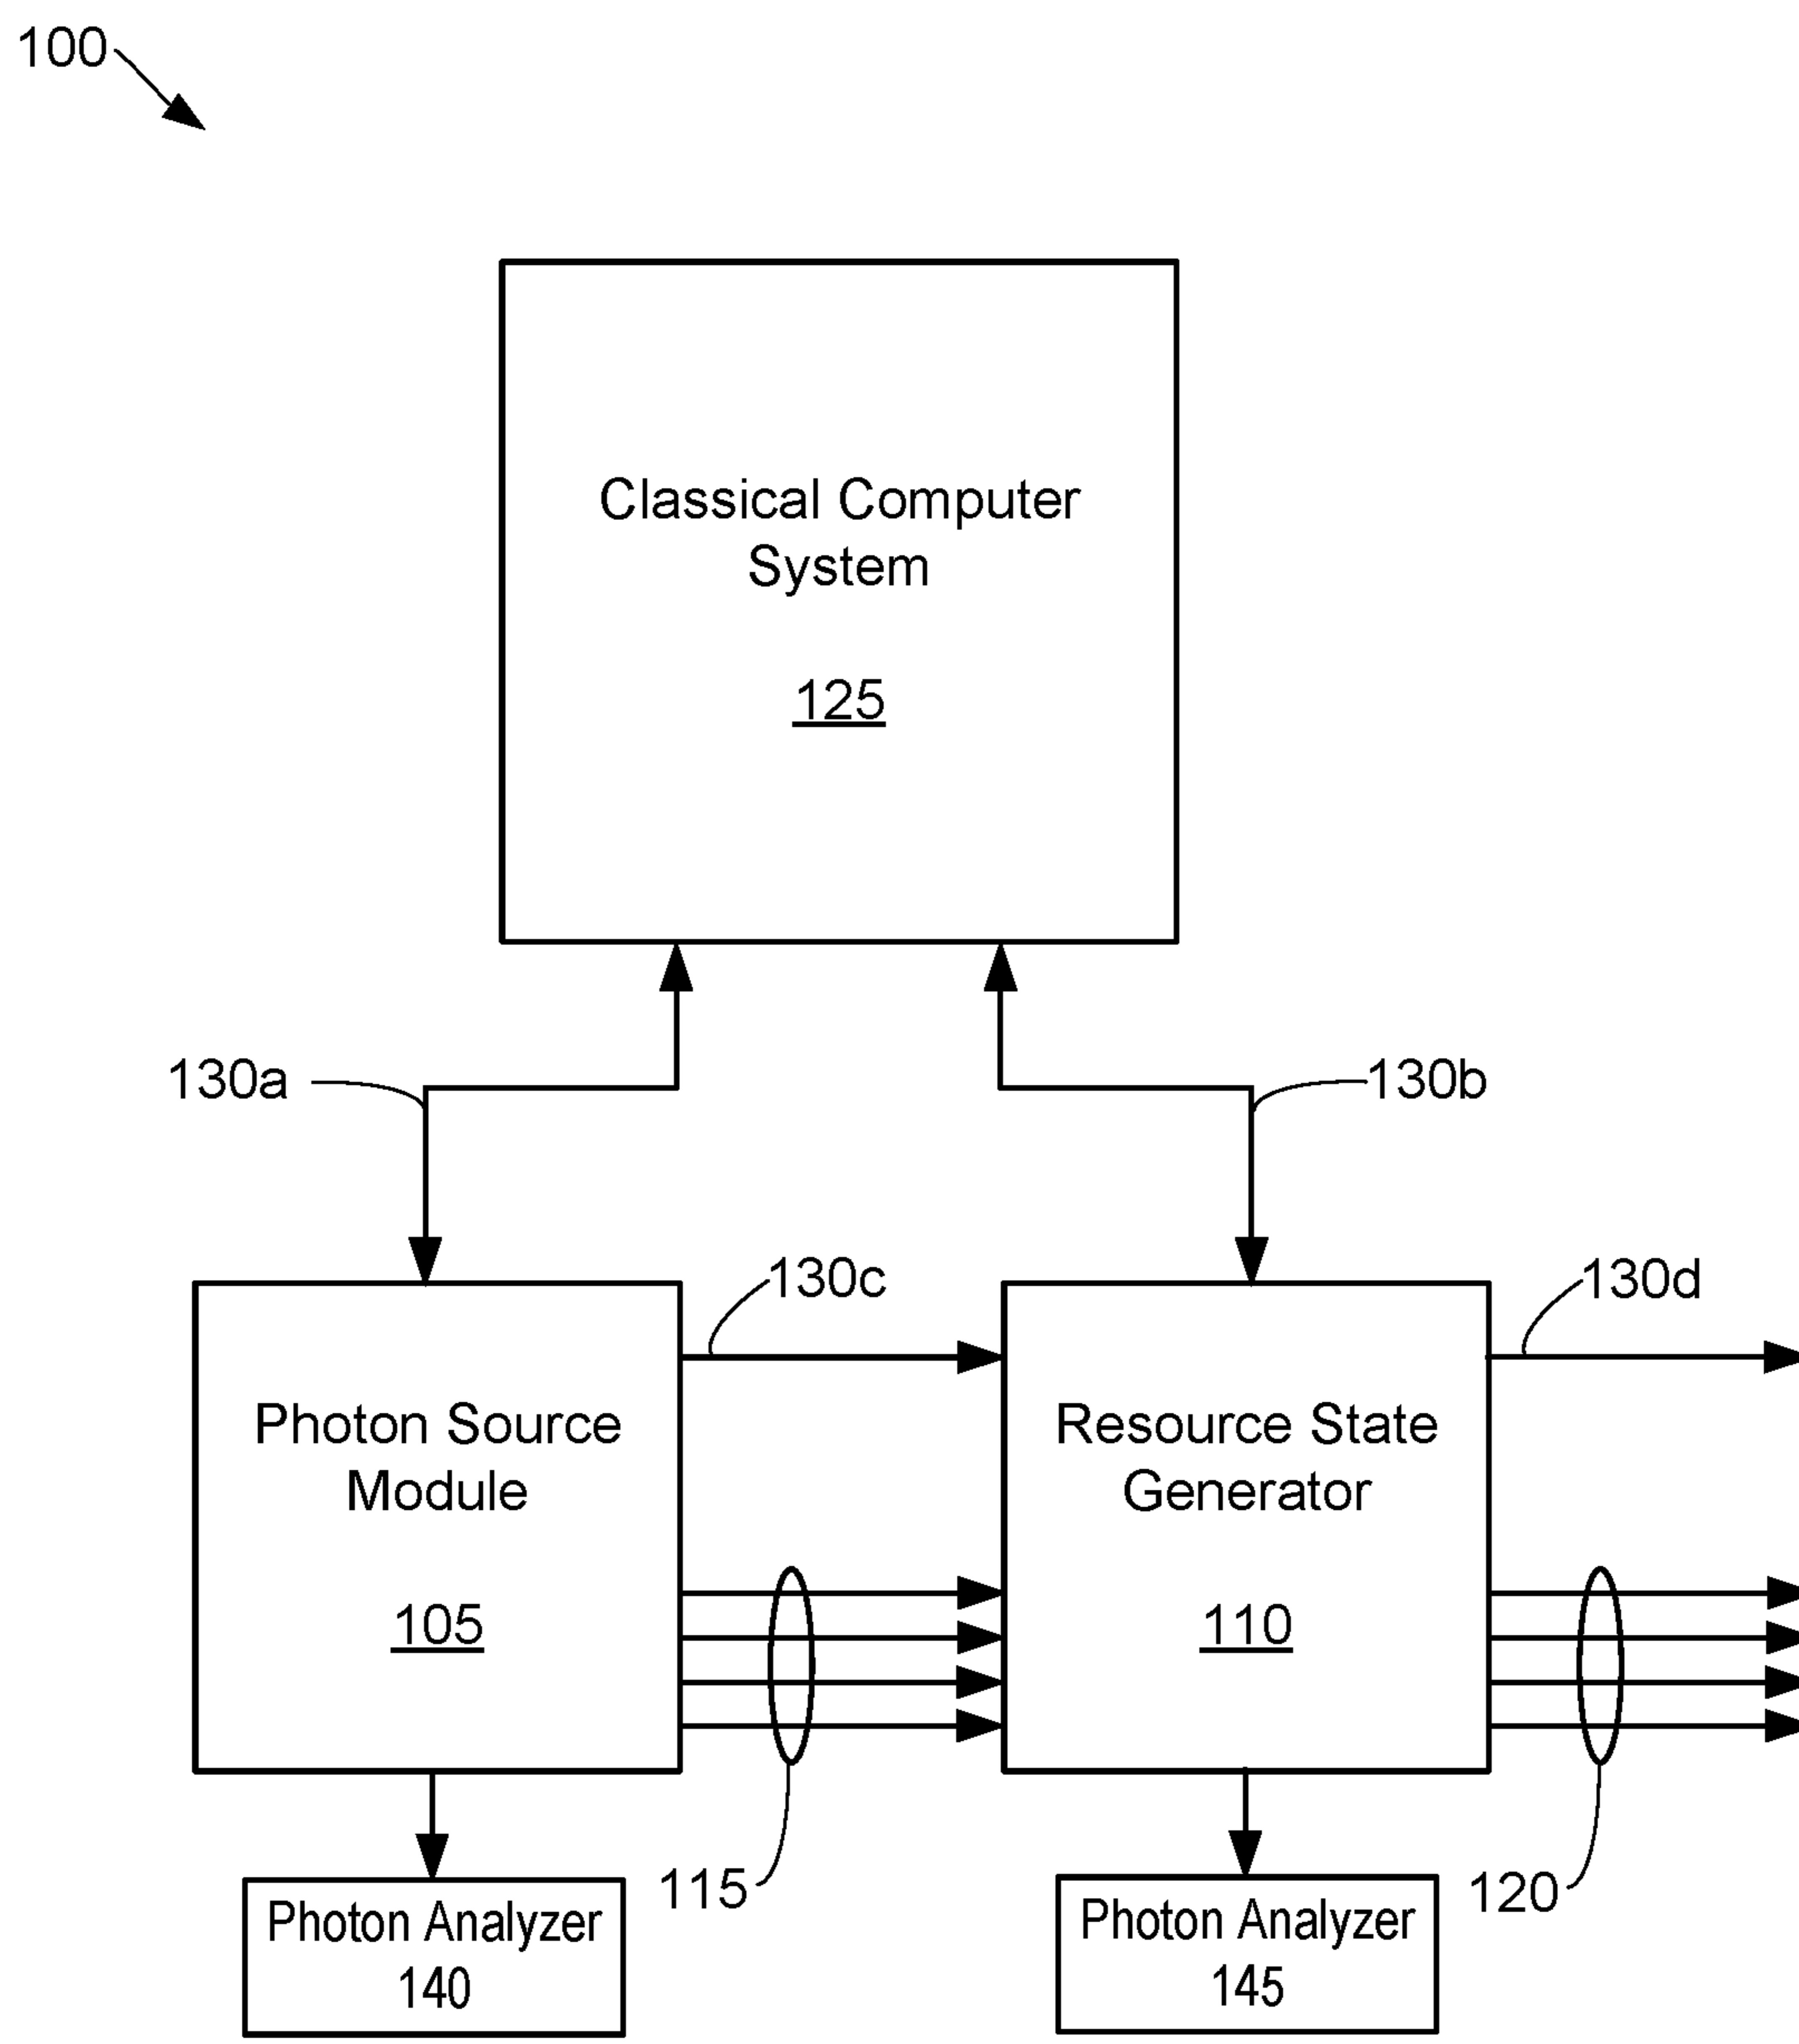 100
Classical Computer
System
125
130a
130b
130c
130d
Photon Source
Module
105
Resource State
Generator
110
115
120
Photon Analyzer
140
Photon Analyzer
145